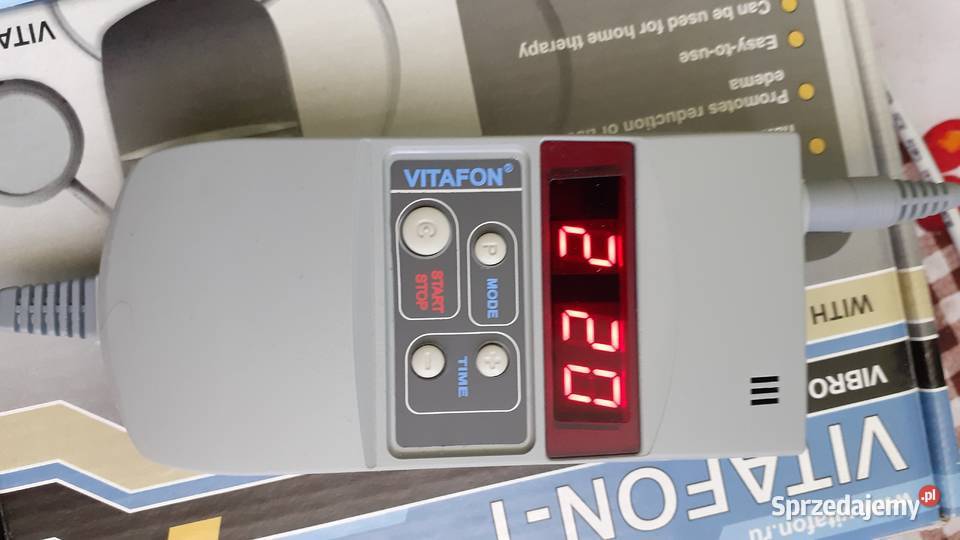 VITAFON®
C
START
STOP
P
MODE
-
+
TIME
2 20
Can be used for home therapy
Easy-to-use
edema
Promotes reduction of
WITH
VIBRO
VITAFON-
vitafon.ru
VITA
Sprzedajemy.pl